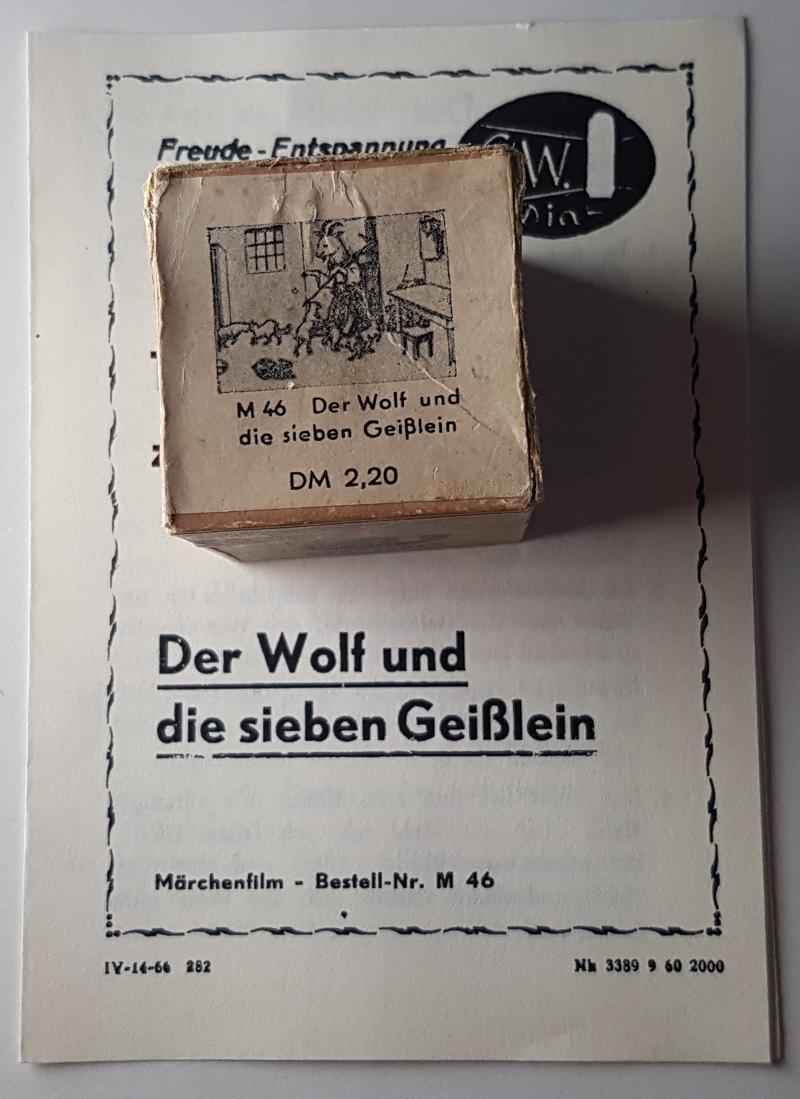 Freude - Entspannung
W.
M 46 Der Wolf und
die sieben Geißlein
DM 2,20
Der Wolf und
die sieben Geißlein
Märchenfilm - Bestell-Nr. M 46
IV-14-66 282
Nk 3389 9 60 2000